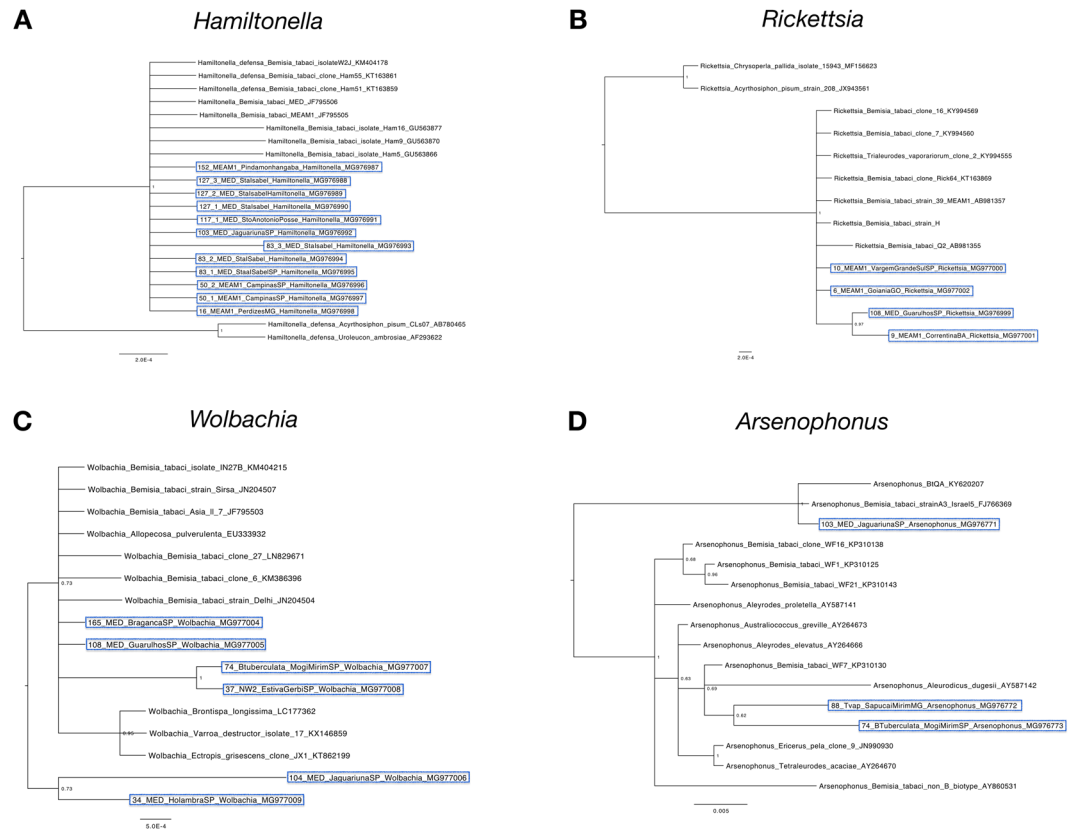 A
Hamiltonella
Hamiltonella_defensa_Bemisia_tabaci_isolateW2J_KM404178
Hamiltonella_defensa_Bemisia_tabaci_clone_Ham55_KT163861
Hamiltonella_defensa_Bemisia_tabaci_clone_Ham51_KT163859
Hamiltonella_Bemisia_tabaci_MED_JF795506
Hamiltonella_Bemisia_tabaci_MEAM1_JF795505
Hamiltonella_Bemisia_tabaci_isolate_Ham16_GU563877
Hamiltonella_Bemisia_tabaci_isolate_Ham9_GU563870
Hamiltonella_Bemisia_tabaci_isolate_Ham5_GU563866
152_MEAM1_Pindamonhangaba_Hamiltonella_MG976987
127_3_MED_StaIsabel_Hamiltonella_MG976988
127_2_MED_StaIsabelHamiltonella_MG976989
1
127_1_MED_StaIsabel_Hamiltonella_MG976990
117_1_MED_StoAnotonioPosse_Hamiltonella_MG976991
103_MED_JaguariunaSP_Hamiltonella_MG976992
83_3_MED_StaIsabel_Hamiltonella_MG976993
83_2_MED_StaISabel_Hamiltonella_MG976994
83_1_MED_StaaISabelSP_Hamiltonella_MG976995
50_2_MEAM1_CampinasSP_Hamiltonella_MG976996
50_1_MEAM1_CampinasSP_Hamiltonella_MG976997
16_MEAM1_PerdizesMG_Hamiltonella_MG976998
Hamiltonella_defensa_Acyrthosiphon_pisum_CLs07_AB780465
1
Hamiltonella_defensa_Uroleucon_ambrosiae_AF293622
2.0E-4
B
Rickettsia
Rickettsia_Chrysoperla_pallida_isolate_15943_MF156623
1
Rickettsia_Acyrthosiphon_pisum_strain_208_JX943561
Rickettsia_Bemisia_tabaci_clone_16_KY994569
Rickettsia_Bemisia_tabaci_clone_7_KY994560
Rickettsia_Trialeurodes_vaporariorum_clone_2_KY994555
Rickettsia_Bemisia_tabaci_clone_Rick64_KT163869
Rickettsia_Bemisia_tabaci_strain_39_MEAM1_AB981357
1
Rickettsia_Bemisia_tabaci_strain_H
Rickettsia_Bemisia_tabaci_Q2_AB981355
10_MEAM1_VargemGrandeSulSP_Rickettsia_MG977000
6_MEAM1_GoianiaGO_Rickettsia_MG977002
108_MED_GuarulhosSP_Rickettsia_MG976999
0.97
9_MEAM1_CorrentinaBA_Rickettsia_MG977001
2.0E-4
C
Wolbachia
Wolbachia_Bemisia_tabaci_isolate_IN27B_KM404215
Wolbachia_Bemisia_tabaci_strain_Sirsa_JN204507
Wolbachia_Bemisia_tabaci_Asia_II_7_JF795503
Wolbachia_Allopecosa_pulverulenta_EU333932
Wolbachia_Bemisia_tabaci_clone_27_LN829671
Wolbachia_Bemisia_tabaci_clone_6_KM386396
0.73
Wolbachia_Bemisia_tabaci_strain_Delhi_JN204504
165_MED_BragancaSP_Wolbachia_MG977004
108_MED_GuarulhosSP_Wolbachia_MG977005
74_Btuberculata_MogiMirimSP_Wolbachia_MG977007
1
37_NW2_EstivaGerbiSP_Wolbachia_MG977008
Wolbachia_Brontispa_longissima_LC177362
0.95
Wolbachia_Varroa_destructor_isolate_17_KX146859
Wolbachia_Ectropis_grisescens_clone_JX1_KT862199
104_MED_JaguariunaSP_Wolbachia_MG977006
0.73
34_MED_HolambraSP_Wolbachia_MG977009
5.0E-4
D
Arsenophonus
Arsenophonus_BtQA_KY620207
1
Arsenophonus_Bemisia_tabaci_strainA3_Israel5_FJ766369
103_MED_JaguariunaSP_Arsenophonus_MG976771
Arsenophonus_Bemisia_tabaci_clone_WF16_KP310138
0.68
Arsenophonus_Bemisia_tabaci_WF1_KP310125
0.96
Arsenophonus_Bemisia_tabaci_WF21_KP310143
Arsenophonus_Aleyrodes_proletella_AY587141
Arsenophonus_Australiococcus_greville_AY264673
Arsenophonus_Aleyrodes_elevatus_AY264666
1
Arsenophonus_Bemisia_tabaci_WF7_KP310130
0.63
Arsenophonus_Aleurodicus_dugesii_AY587142
0.69
88_Tvap_SapucaiMirimMG_Arsenophonus_MG976772
0.62
74_BTuberculata_MogiMirimSP_Arsenophonus_MG976773
Arsenophonus_Ericerus_pela_clone_9_JN990930
1
Arsenophonus_Tetraleurodes_acaciae_AY264670
Arsenophonus_Bemisia_tabaci_non_B_biotype_AY860531
0.005